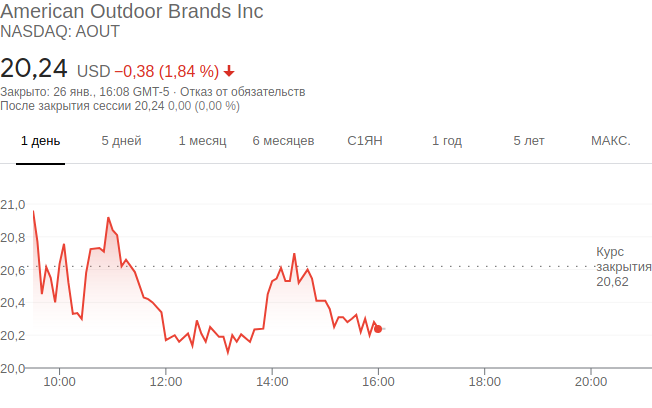 American Outdoor Brands Inc
NASDAQ: AOUT
20,24 USD −0,38 (1,84 %)
Закрыто: 26 янв., 16:08 GMT-5 · Отказ от обязательств
После закрытия сессии 20,24 0,00 (0,00 %)
1 день 5 дней 1 месяц 6 месяцев С1ЯН 1 год 5 лет МАКС.
21,0
20,8
Курс
закрытия
20,6
20,62
20,4
20,2
20,0
10:00 12:00 14:00 16:00 18:00 20:00